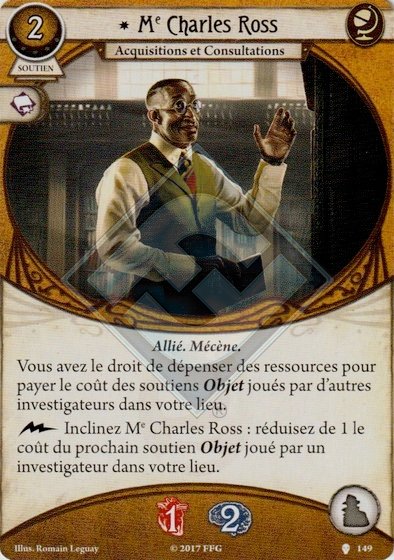 2
✶ Mᵉ Charles Ross
Acquisitions et Consultations
SOUTIEN
Allié. Mécène.
Vous avez le droit de dépenser des ressources pour
payer le coût des soutiens Objet joués par d'autres
investigateurs dans votre lieu.
Inclinez Mᵉ Charles Ross : réduisez de 1 le
coût du prochain soutien Objet joué par un
investigateur dans votre lieu.
1
2
Illus. Romain Leguay
© 2017 FFG
149